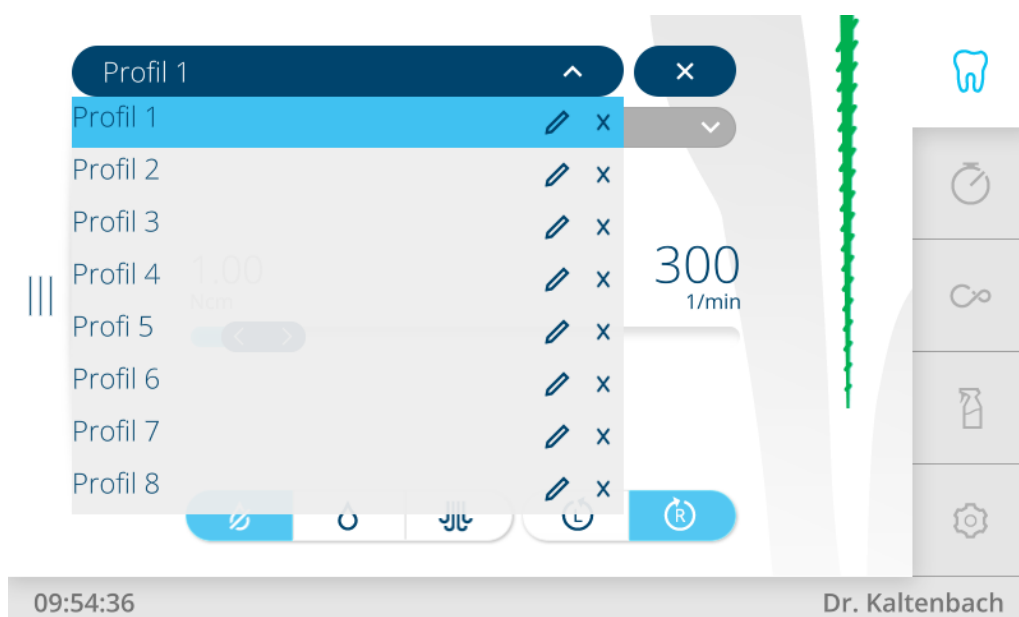 Profil 1
Profil 1
Profil 2
Profil 3
Profil 4
1.00
Ncm
300
1/min
Profi 5
Profil 6
Profil 7
Profil 8
L
R
09:54:36
Dr. Kaltenbach